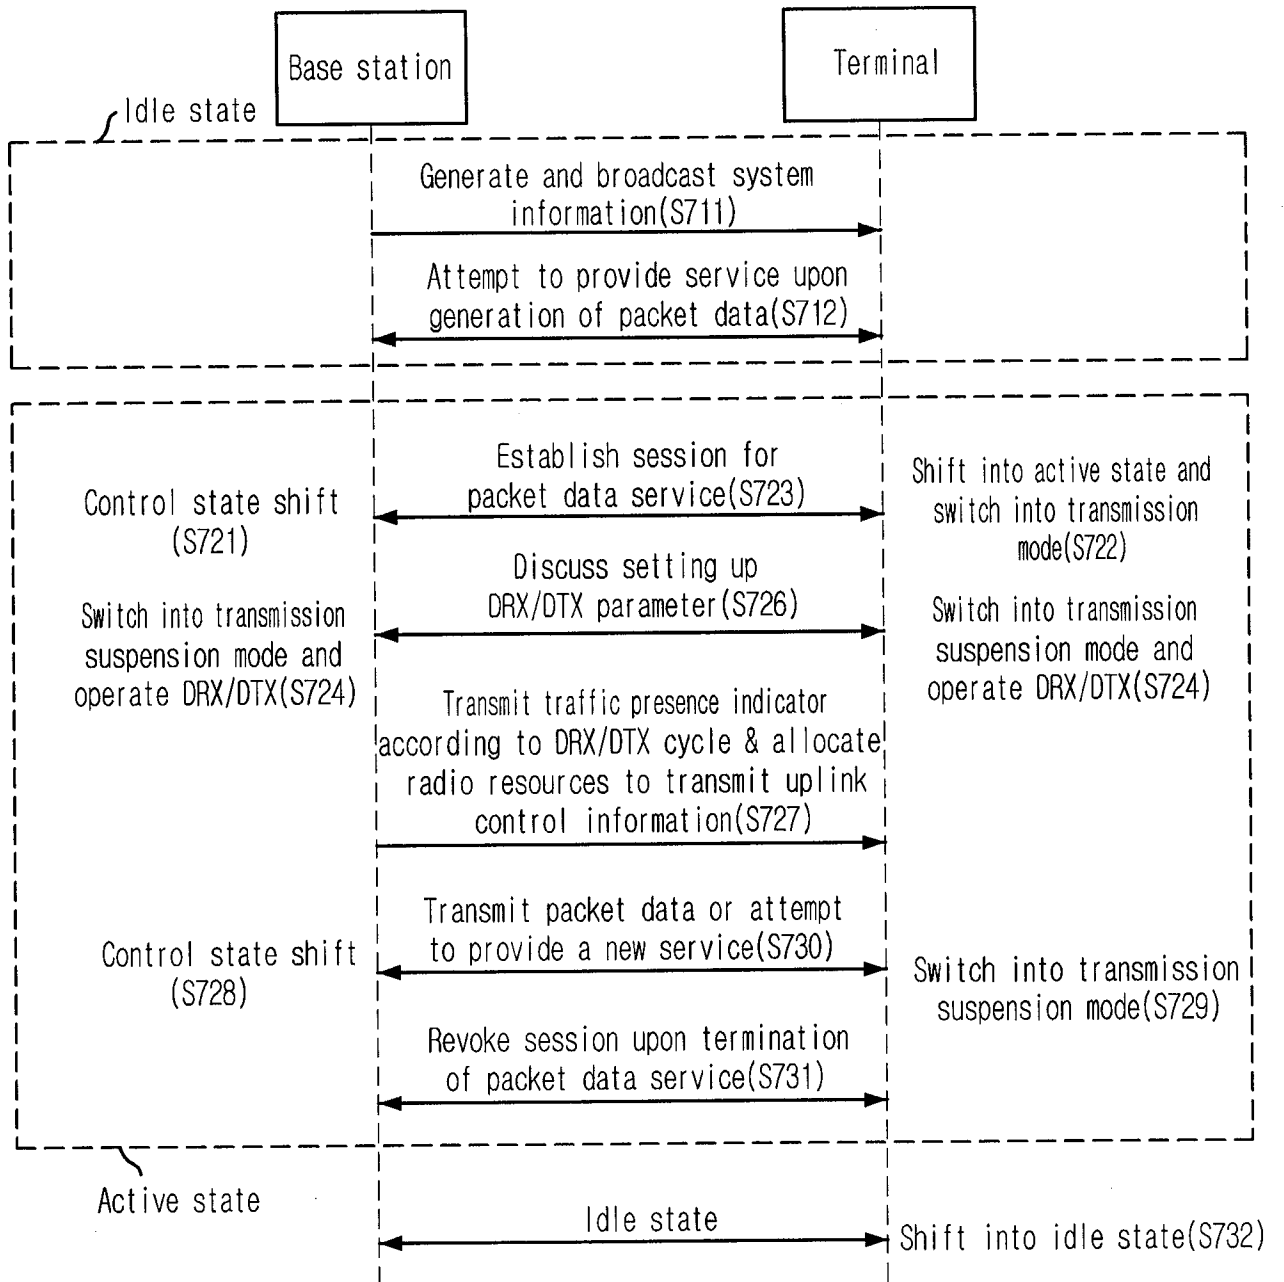 Base station
Terminal
Idle state
Generate and broadcast system
information(S711)
Attempt to provide service upon
generation of packet data(S712)
Establish session for
packet data service(S723)
Control state shift
(S721)
Shift into active state and
switch into transmission
mode(S722)
Discuss setting up
DRX/DTX parameter(S726)
Switch into transmission
suspension mode and
operate DRX/DTX(S724)
Switch into transmission
suspension mode and
operate DRX/DTX(S724)
Transmit traffic presence indicator
according to DRX/DTX cycle & allocate
radio resources to transmit uplink
control information(S727)
Transmit packet data or attempt
to provide a new service(S730)
Control state shift
(S728)
Switch into transmission
suspension mode(S729)
Revoke session upon termination
of packet data service(S731)
Active state
Idle state
Shift into idle state(S732)